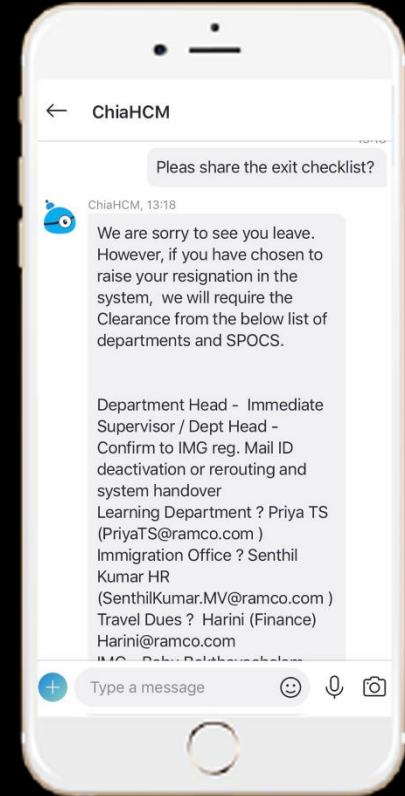 ChiaHCM
Pleas share the exit checklist?
ChiaHCM, 13:18
We are sorry to see you leave.
However, if you have chosen to
raise your resignation in the
system, we will require the
Clearance from the below list of
departments and SPOCS.
Department Head - Immediate
Supervisor / Dept Head -
Confirm to IMG reg. Mail ID
deactivation or rerouting and
system handover
Learning Department ? Priya TS
(PriyaTS@ramco.com )
Immigration Office ? Senthil
Kumar HR
(SenthilKumar.MV@ramco.com )
Travel Dues ? Harini (Finance)
Harini@ramco.com
Type a message